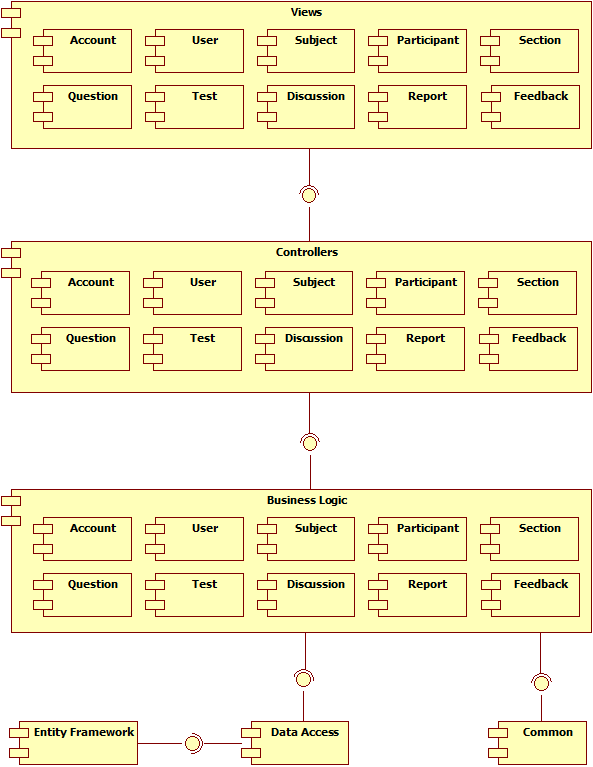 Views
Account
User
Subject
Participant
Section
Question
Test
Discussion
Report
Feedback
Controllers
Account
User
Subject
Participant
Section
Question
Test
Discussion
Report
Feedback
Business Logic
Account
User
Subject
Participant
Section
Question
Test
Discussion
Report
Feedback
Entity Framework
Data Access
Common